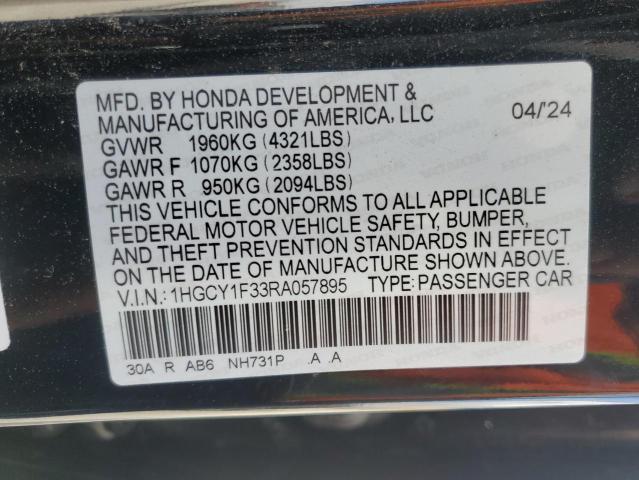 MFD. BY HONDA DEVELOPMENT &
MANUFACTURING OF AMERICA, LLC 04/'24
GVWR 1960KG (4321LBS)
GAWR F 1070KG (2358LBS)
GAWR R 950KG (2094LBS)
THIS VEHICLE CONFORMS TO ALL APPLICABLE
FEDERAL MOTOR VEHICLE SAFETY, BUMPER,
AND THEFT PREVENTION STANDARDS IN EFFECT
ON THE DATE OF MANUFACTURE SHOWN ABOVE.
V.I.N.: 1HGCY1F33RA057895 TYPE: PASSENGER CAR
30A R AB6 NH731P .A .A